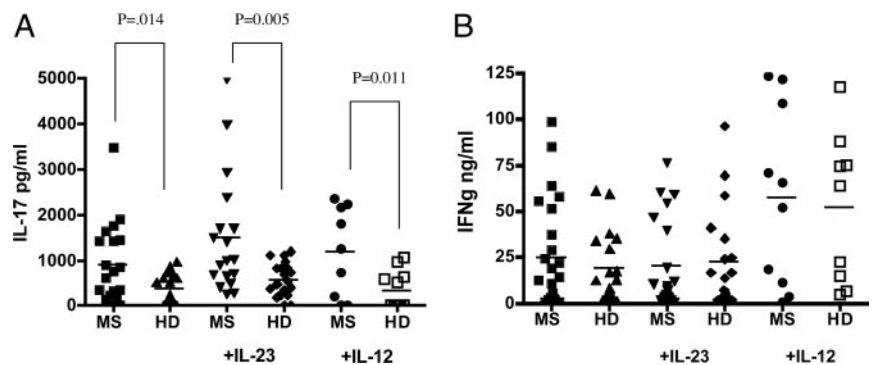 A
P=.014
P=0.005
P=0.011
IL-17 pg/ml
5000
4000
3000
2000
1000
0
MS HD MS HD MS HD
+IL-23 +IL-12
B
IFNg ng/ml
125
100
75
50
25
0
MS HD MS HD MS HD
+IL-23 +IL-12